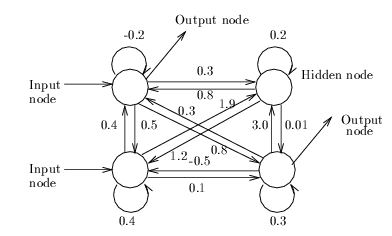 Output node
-0.2
0.2
0.3
Hidden node
Input
node
0.8
1.9
0.3
Output
node
0.4
0.5
3.0
0.01
1.2
-0.5
0.8
Input
node
0.1
0.4
0.3